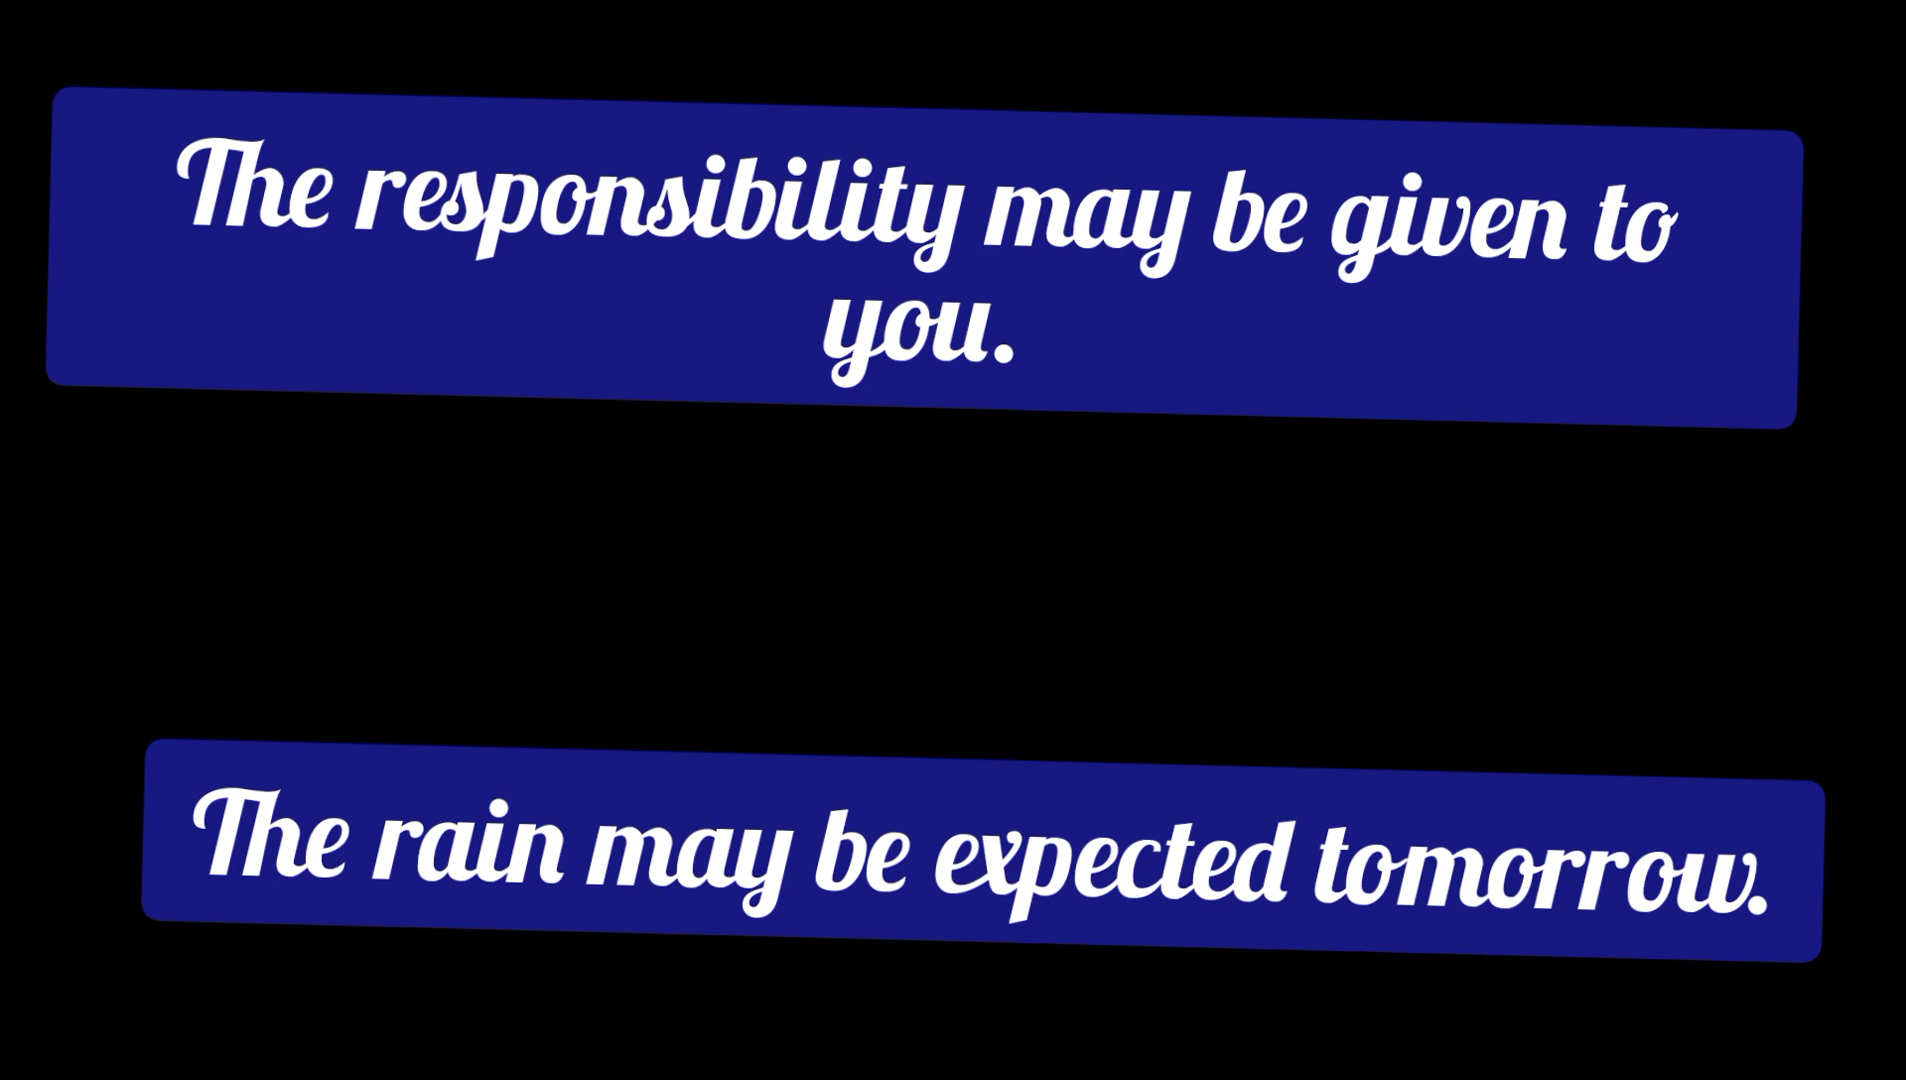 The responsibility may be given to
you.
The rain may be expected tomorrow.